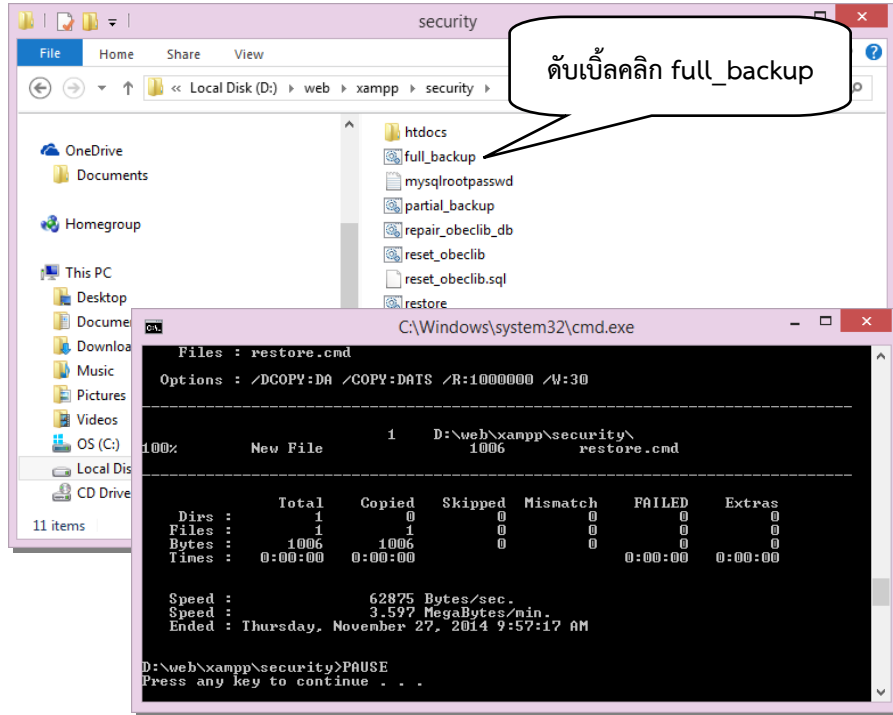 security
File Home Share View
« Local Disk (D:) web xampp security
ดับเบิ้ลคลิก full_backup
OneDrive
Documents
Homegroup
This PC
Desktop
Docume
Downloa
Music
Pictures
Videos
OS (C:)
Local Dis
CD Drive
11 items
htdocs
full_backup
mysqlrootpasswd
partial_backup
repair_obeclib_db
reset_obeclib
reset_obeclib.sql
restore
C:\Windows\system32\cmd.exe
Files : restore.cmd
Options : /DCOPY:DA /COPY:DATS /R:1000000 /W:30
------------------------------------------------------------------------------
1 D:\web\xampp\security\
100% New File 1006 restore.cmd
------------------------------------------------------------------------------
Total Copied Skipped Mismatch FAILED Extras
Dirs : 1 0 0 0 0 0
Files : 1 1 0 0 0 0
Bytes : 1006 1006 0 0 0 0
Times : 0:00:00 0:00:00 0:00:00 0:00:00
Speed : 62875 Bytes/sec.
Speed : 3.597 MegaBytes/min.
Ended : Thursday, November 27, 2014 9:57:17 AM
D:\web\xampp\security>PAUSE
Press any key to continue . . .